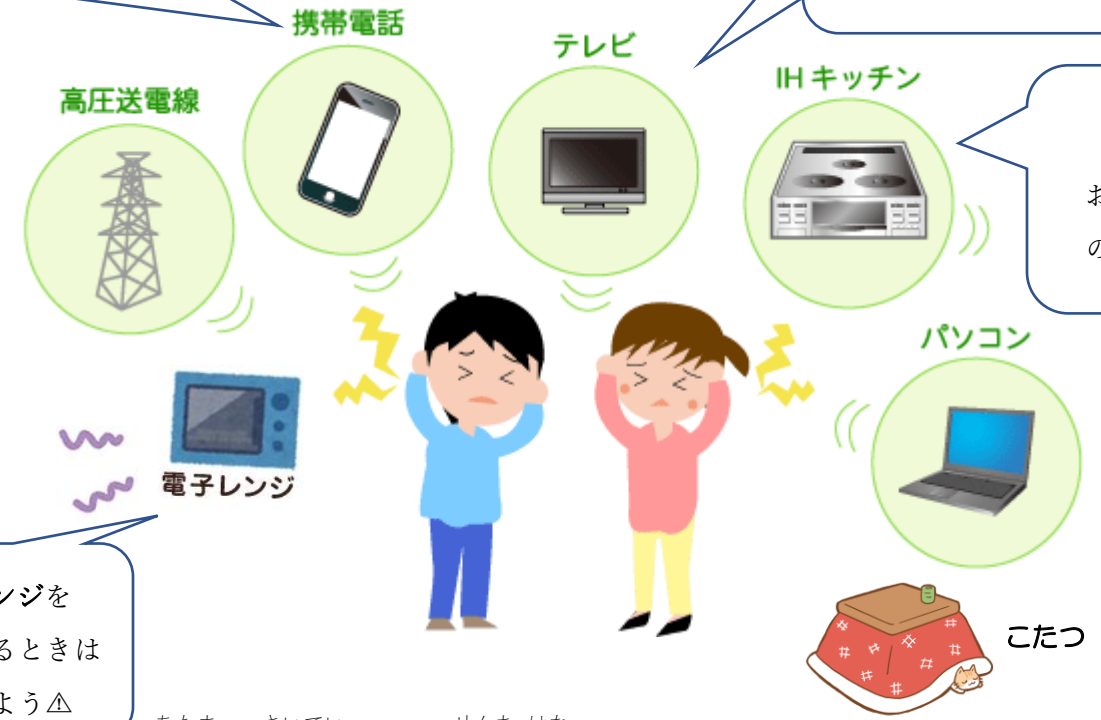 携帯電話
テレビ
IH キッチン
高圧送電線
お
の
パソコン
電子レンジ
ンジを
るときは
よう⚠
こたつ